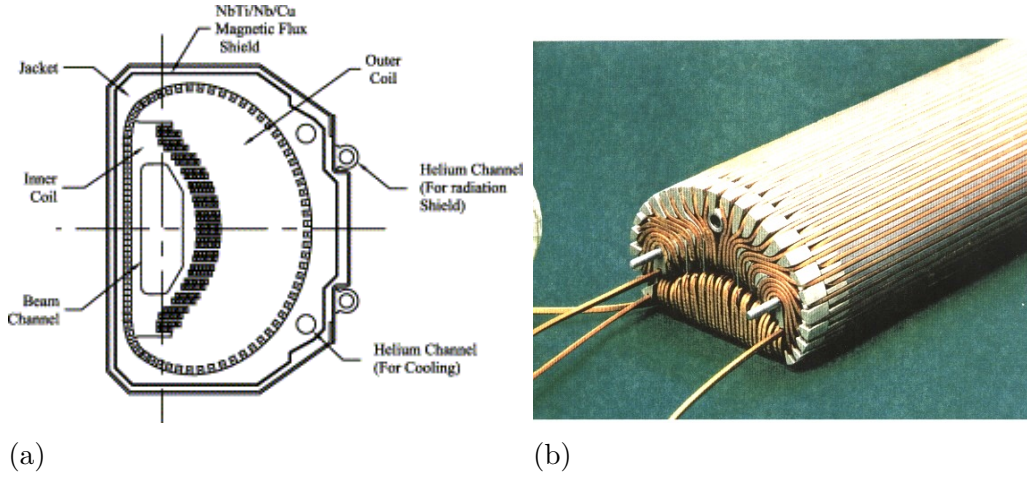 NbTi/Nb/Cu
Magnetic Flux
Shield
Jacket
Outer
Coil
Inner
Coil
Helium Channel
(For radiation
Shield)
Beam
Channel
Helium Channel
(For Cooling)
(a)
(b)